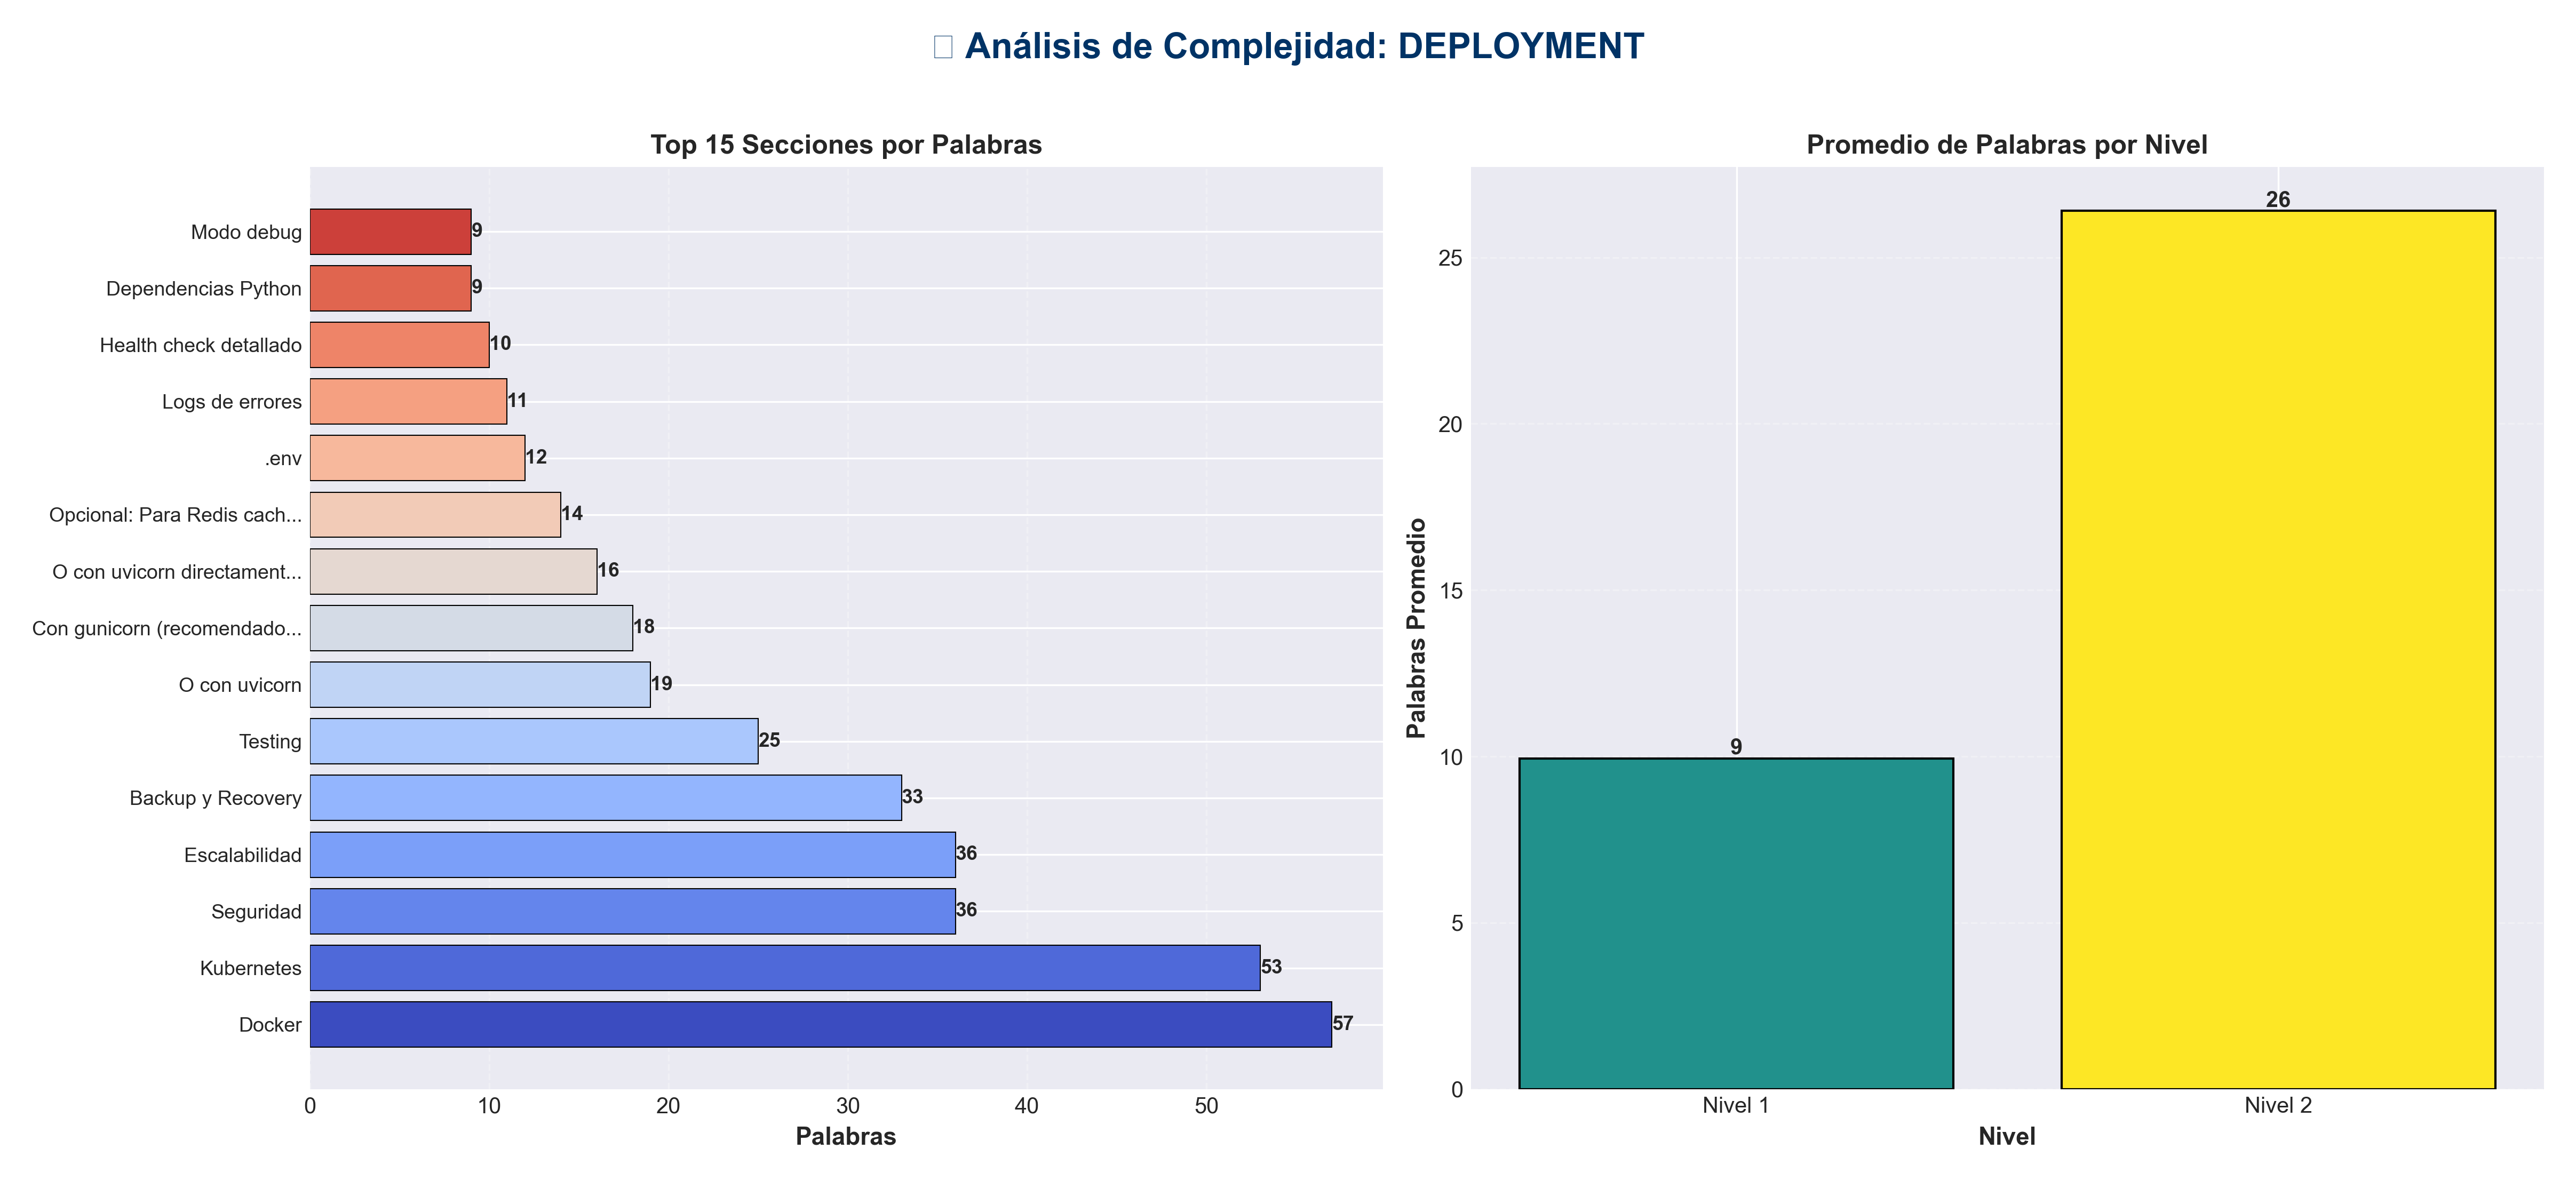 Análisis de Complejidad: DEPLOYMENT
Top 15 Secciones por Palabras
Modo debug
9
Dependencias Python
9
Health check detallado
10
Logs de errores
11
.env
12
Opcional: Para Redis cach...
14
O con uvicorn directament...
16
Con gunicorn (recomendado...
18
O con uvicorn
19
Testing
25
Backup y Recovery
33
Escalabilidad
36
Seguridad
36
Kubernetes
53
Docker
57
0 10 20 30 40 50
Palabras
Promedio de Palabras por Nivel
Palabras Promedio
25
20
15
10
5
0
9
26
Nivel 1 Nivel 2
Nivel